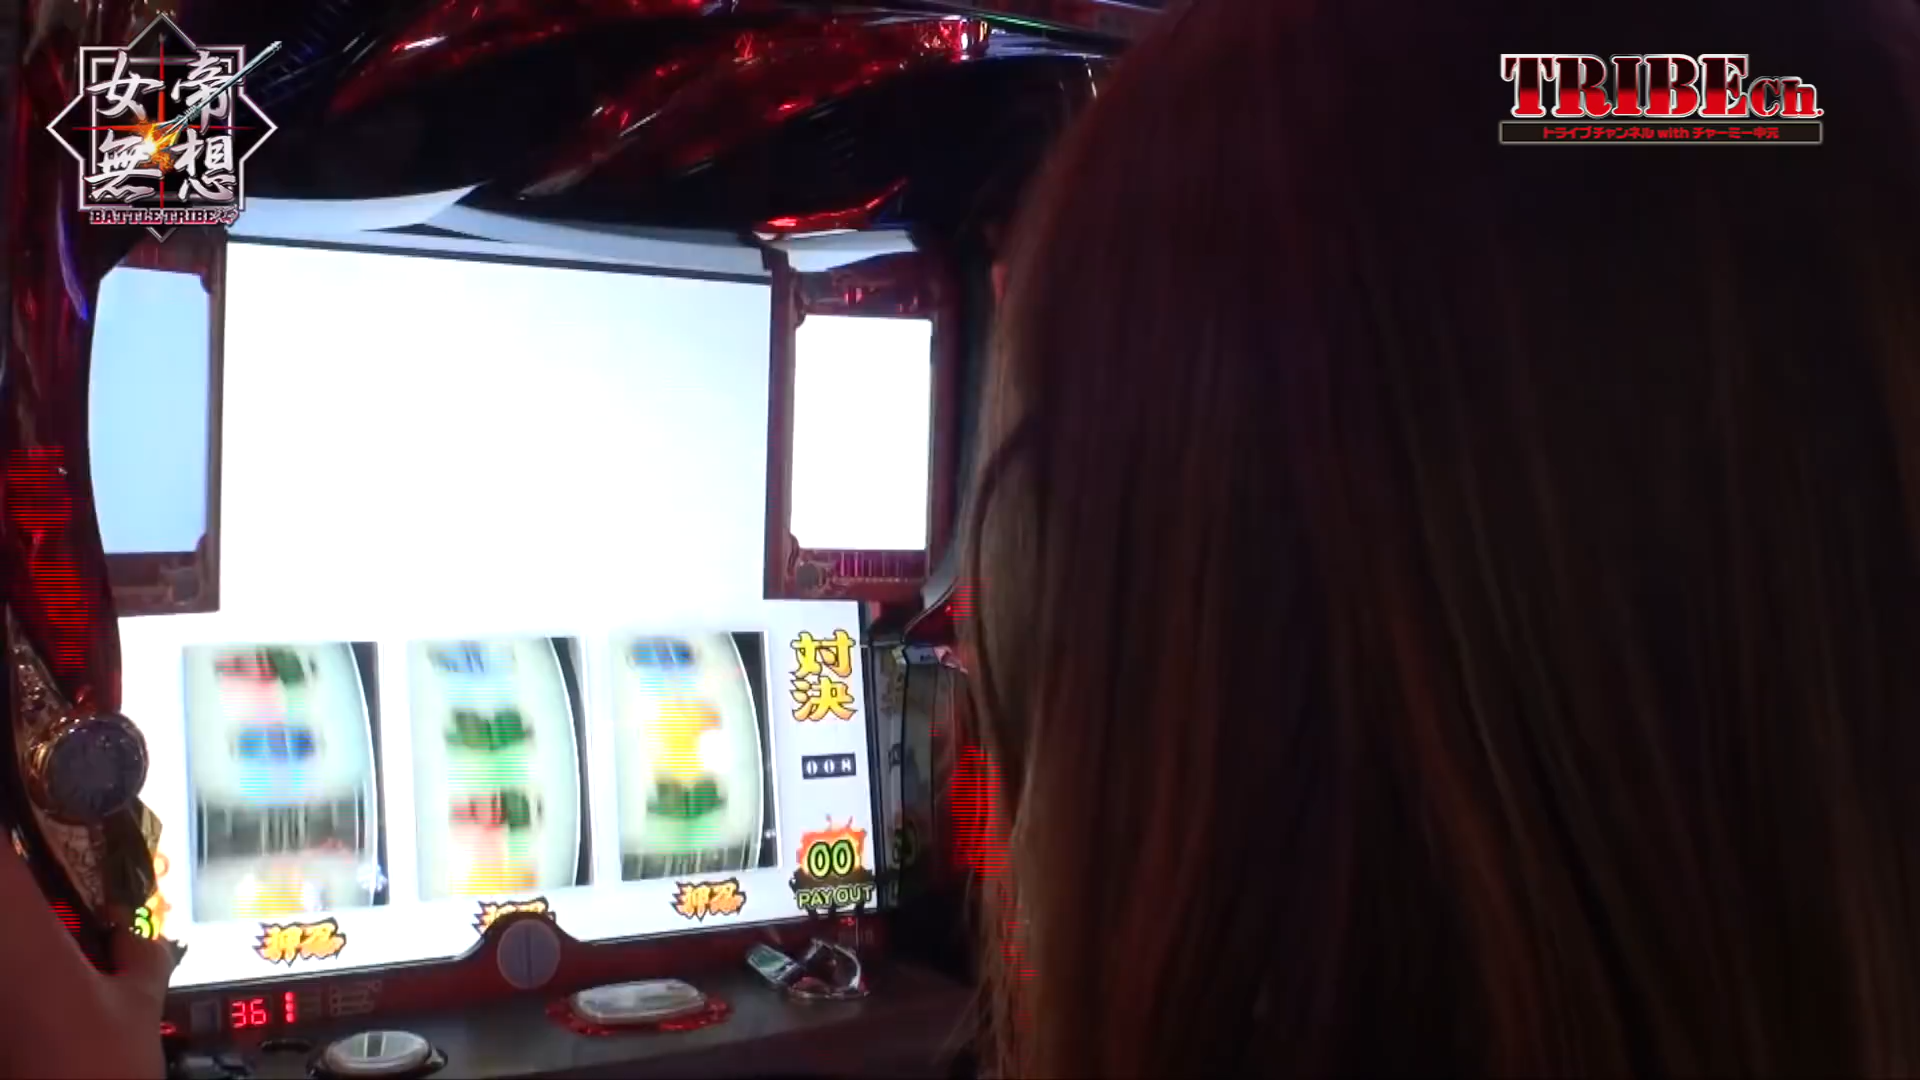 女帝
無想
BATTLE TRIBE
TRIBEch.
トライブチャンネル with チャーミー中元
対決
008
00
PAYOUT
押忍
押忍
押忍
36 1